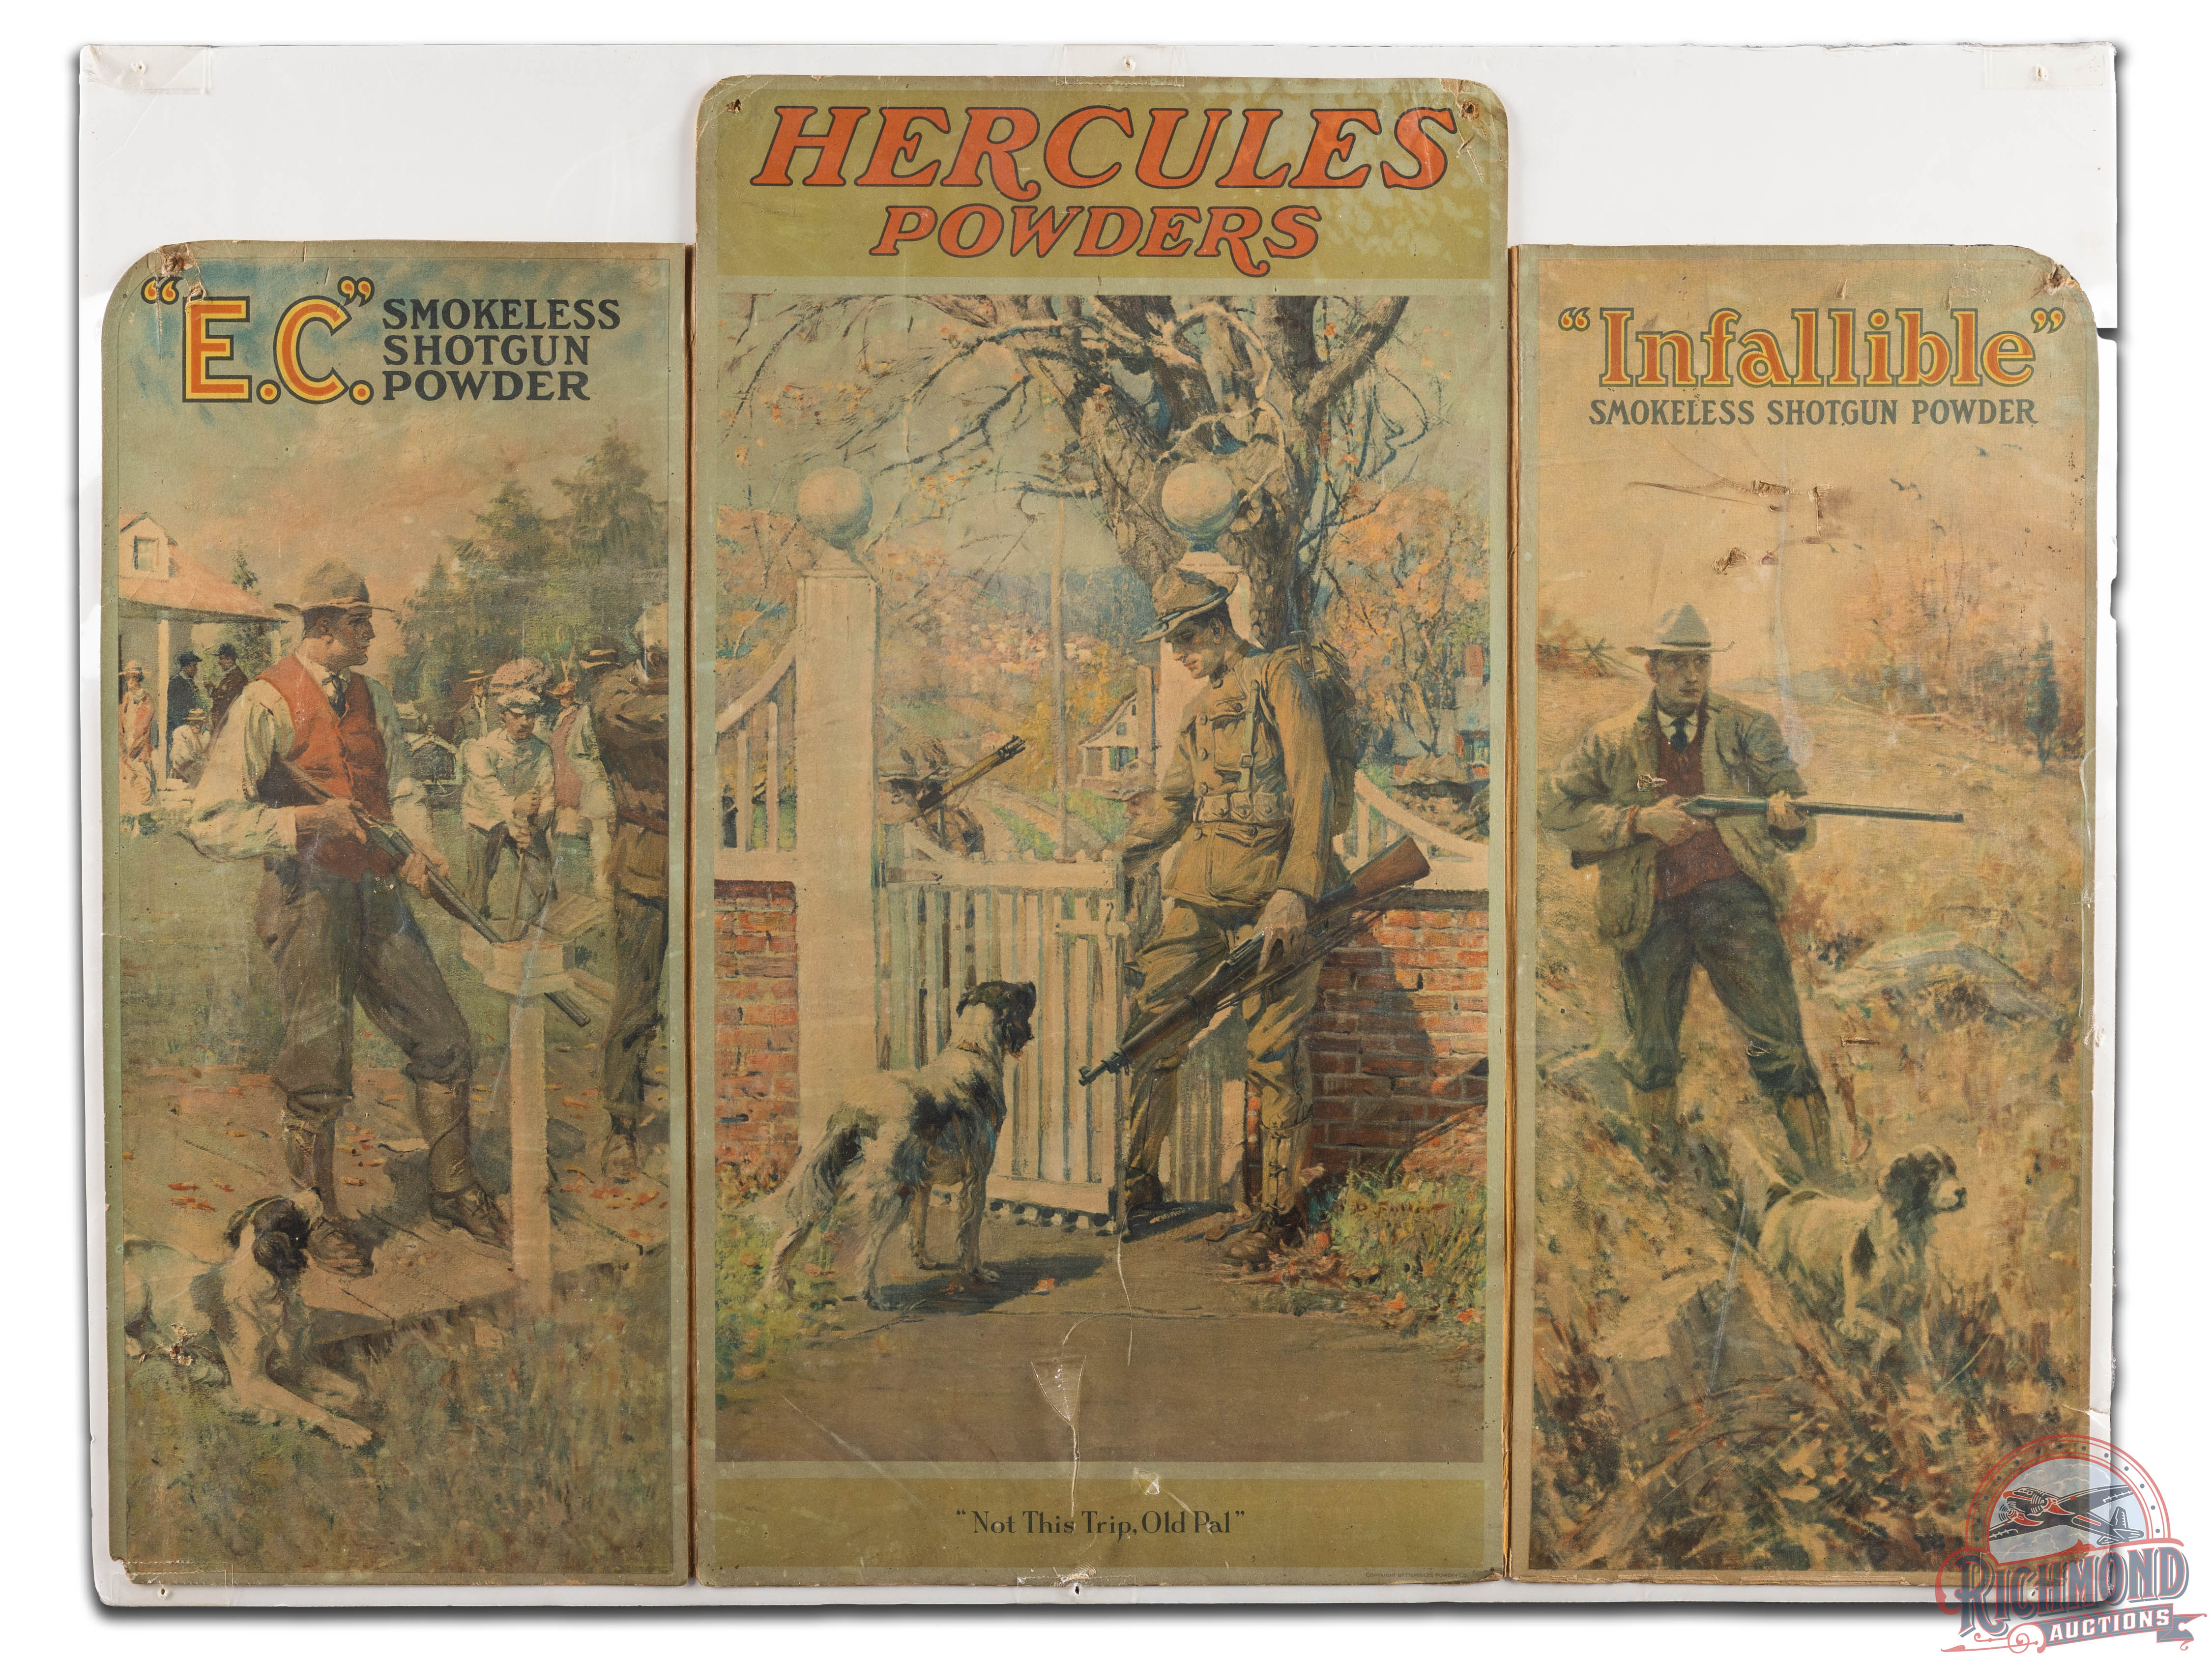 HERCULES
POWDERS
"E.C." SMOKELESS
SHOTGUN
POWDER
"Infallible"
SMOKELESS SHOTGUN POWDER
"Not This Trip, Old Pal"
RICHMOND
AUCTIONS